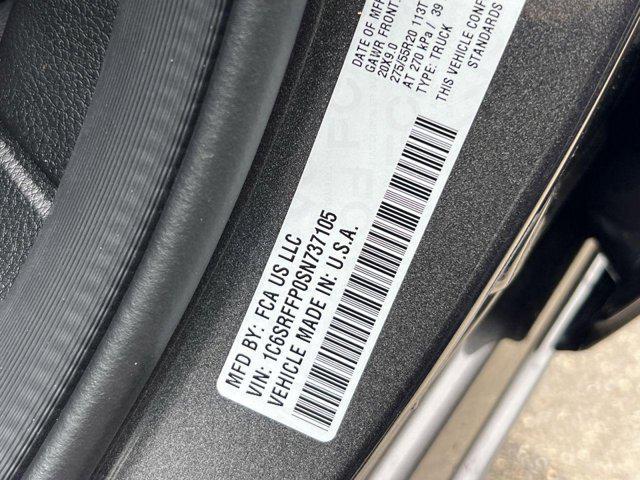 MFD BY: FCA US LLC
VIN: 1C6SRFFP0SN737105
VEHICLE MADE IN: U.S.A.
DATE OF MFR
GAWR FRONT
20X9.0
275/55R20 113T
AT 270 kPa / 39
TYPE: TRUCK
THIS VEHICLE CONF
STANDARDS